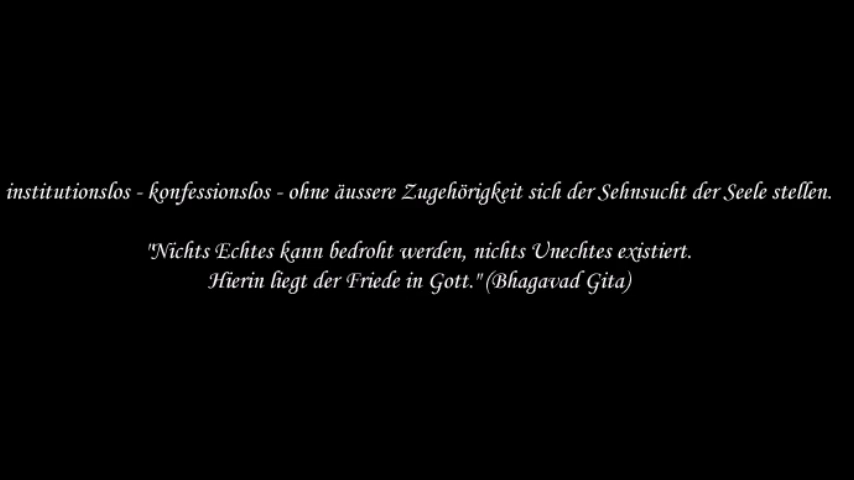 institutionslos - konfessionslos - ohne äussere Zugehörigkeit sich der Sehnsucht der Seele stellen.
"Nichts Echtes kann bedroht werden, nichts Unechtes existiert.
Hierin liegt der Friede in Gott." (Bhagavad Gita)